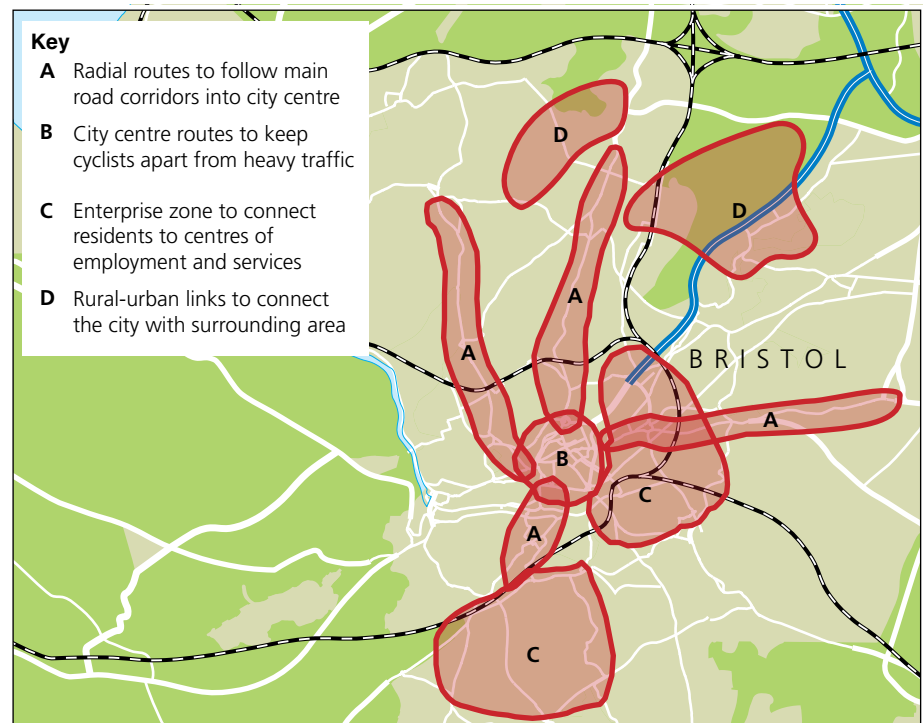 Key
A Radial routes to follow main
road corridors into city centre
B City centre routes to keep
cyclists apart from heavy traffic
C Enterprise zone to connect
residents to centres of
employment and services
D Rural-urban links to connect
the city with surrounding area
D
D
A
A
BRISTOL
A
B
C
A
C